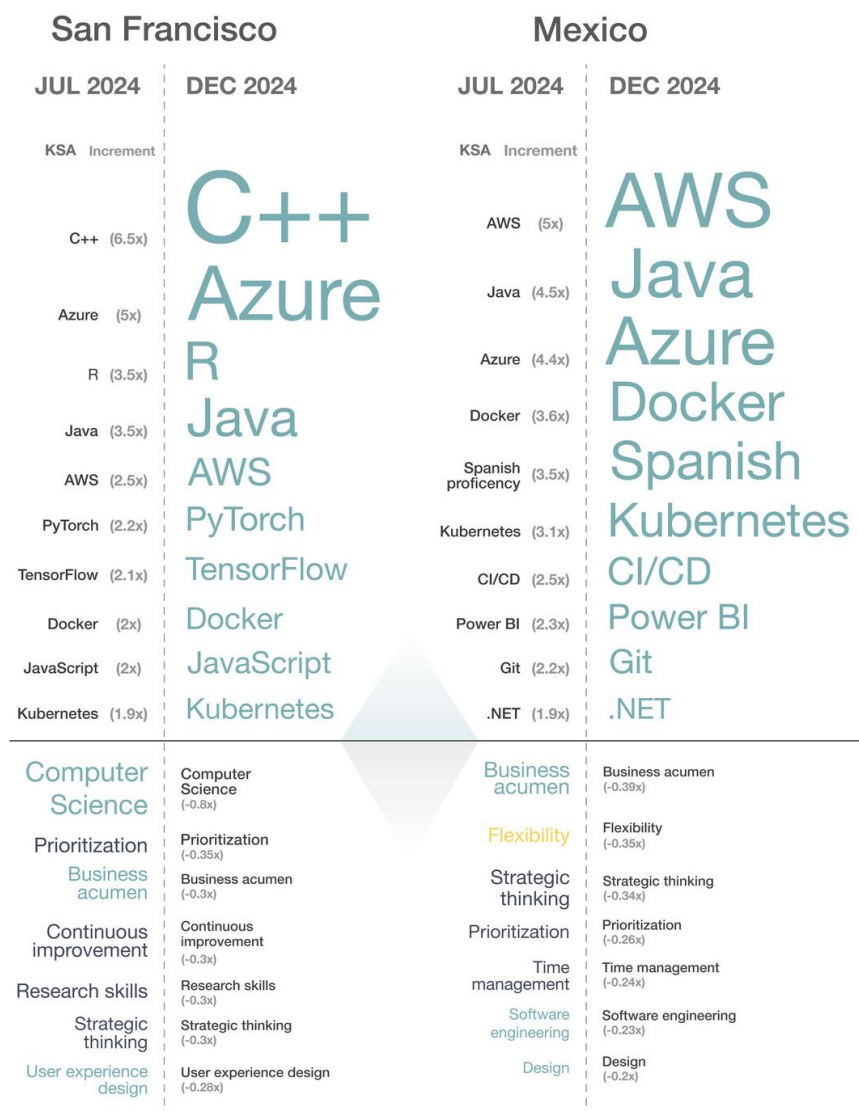 San Francisco
JUL 2024
DEC 2024
KSA Increment
C++ (6.5x)
C++
Azure (5x)
Azure
R (3.5x)
R
Java (3.5x)
Java
AWS (2.5x)
AWS
PyTorch (2.2x)
PyTorch
TensorFlow (2.1x)
TensorFlow
Docker (2x)
Docker
JavaScript (2x)
JavaScript
Kubernetes (1.9x)
Kubernetes
Computer
Science
Computer
Science
(-0.8x)
Prioritization
Prioritization
(-0.35x)
Business
acumen
Business acumen
(-0.3x)
Continuous
improvement
Continuous
improvement
(-0.3x)
Research skills
Research skills
(-0.3x)
Strategic
thinking
Strategic thinking
(-0.3x)
User experience
design
User experience design
(-0.28x)
Mexico
JUL 2024
DEC 2024
KSA Increment
AWS (5x)
AWS
Java (4.5x)
Java
Azure (4.4x)
Azure
Docker (3.6x)
Docker
Spanish
proficency (3.5x)
Spanish
Kubernetes (3.1x)
Kubernetes
CI/CD (2.5x)
CI/CD
Power BI (2.3x)
Power BI
Git (2.2x)
Git
.NET (1.9x)
.NET
Business
acumen
Business acumen
(-0.39x)
Flexibility
Flexibility
(-0.35x)
Strategic
thinking
Strategic thinking
(-0.34x)
Prioritization
Prioritization
(-0.26x)
Time
management
Time management
(-0.24x)
Software
engineering
Software engineering
(-0.23x)
Design
Design
(-0.2x)